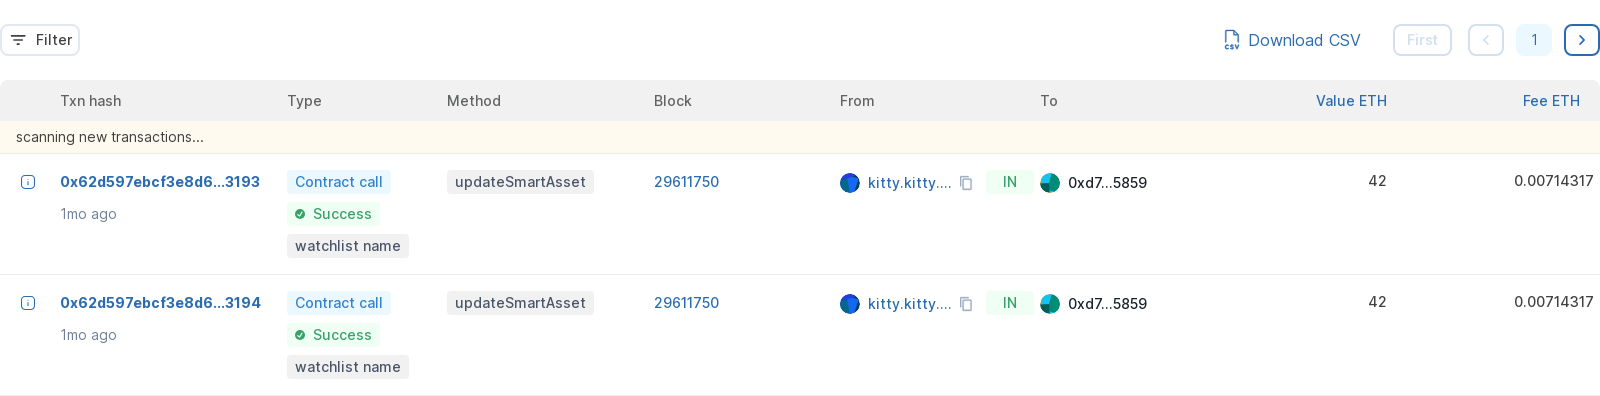 Filter
CSV Download CSV First 1
Txn hash Type Method Block From To Value ETH Fee ETH
scanning new transactions...
0x62d597ebcf3e8d6...3193 Contract call updateSmartAsset 29611750 kitty.kitty.... IN 0xd7...5859 42 0.00714317
1mo ago Success
watchlist name
0x62d597ebcf3e8d6...3194 Contract call updateSmartAsset 29611750 kitty.kitty.... IN 0xd7...5859 42 0.00714317
1mo ago Success
watchlist name